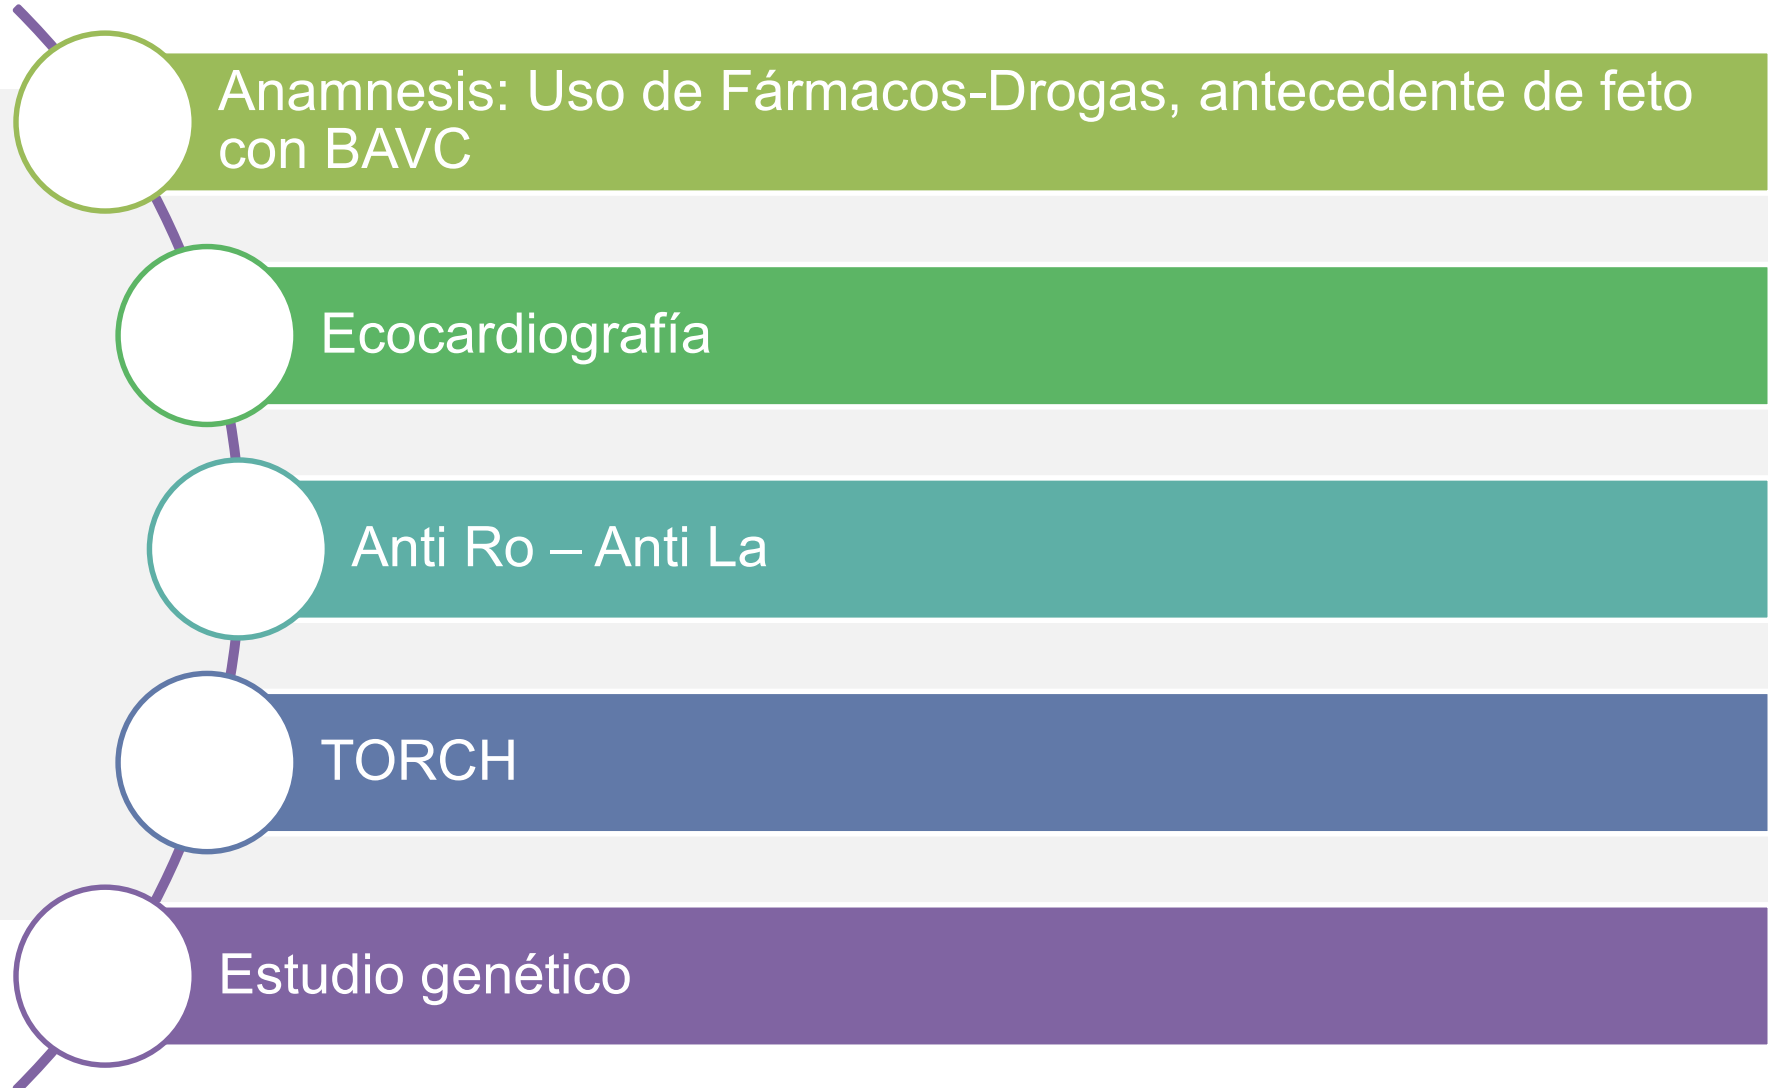 Anamnesis: Uso de Fármacos-Drogas, antecedente de feto
con BAVC
Ecocardiografía
Anti Ro – Anti La
TORCH
Estudio genético